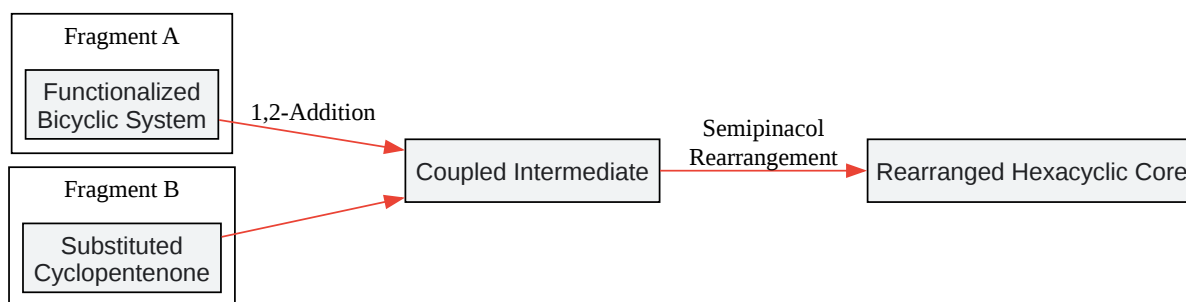 Fragment A
Functionalized
Bicyclic System
1,2-Addition
Fragment B
Substituted
Cyclopentenone
Coupled Intermediate
Semipinacol
Rearrangement
Rearranged Hexacyclic Core